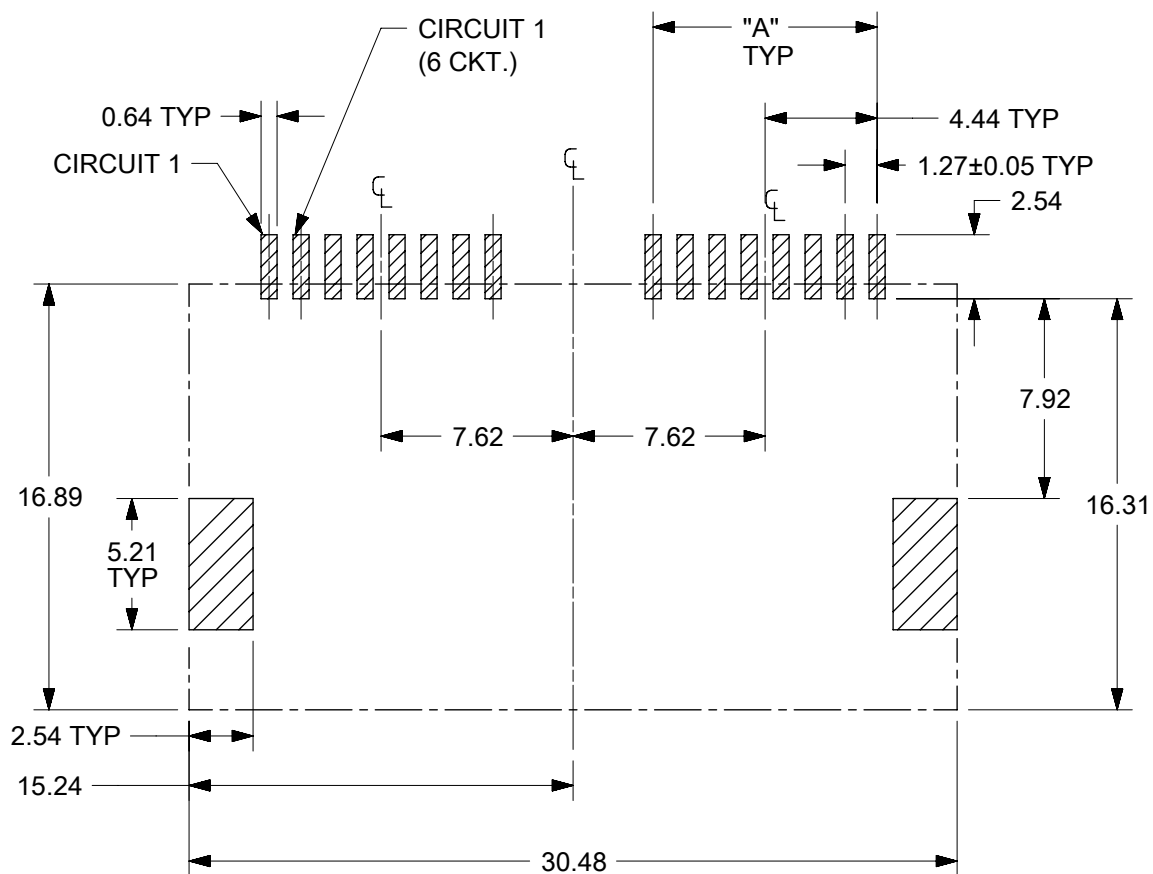 CIRCUIT 1
(6 CKT.)
"A"
TYP
0.64 TYP
4.44 TYP
CIRCUIT 1
1.27±0.05 TYP
℄
℄
℄
2.54
7.92
7.62
7.62
16.89
16.31
5.21
TYP
2.54 TYP
15.24
30.48